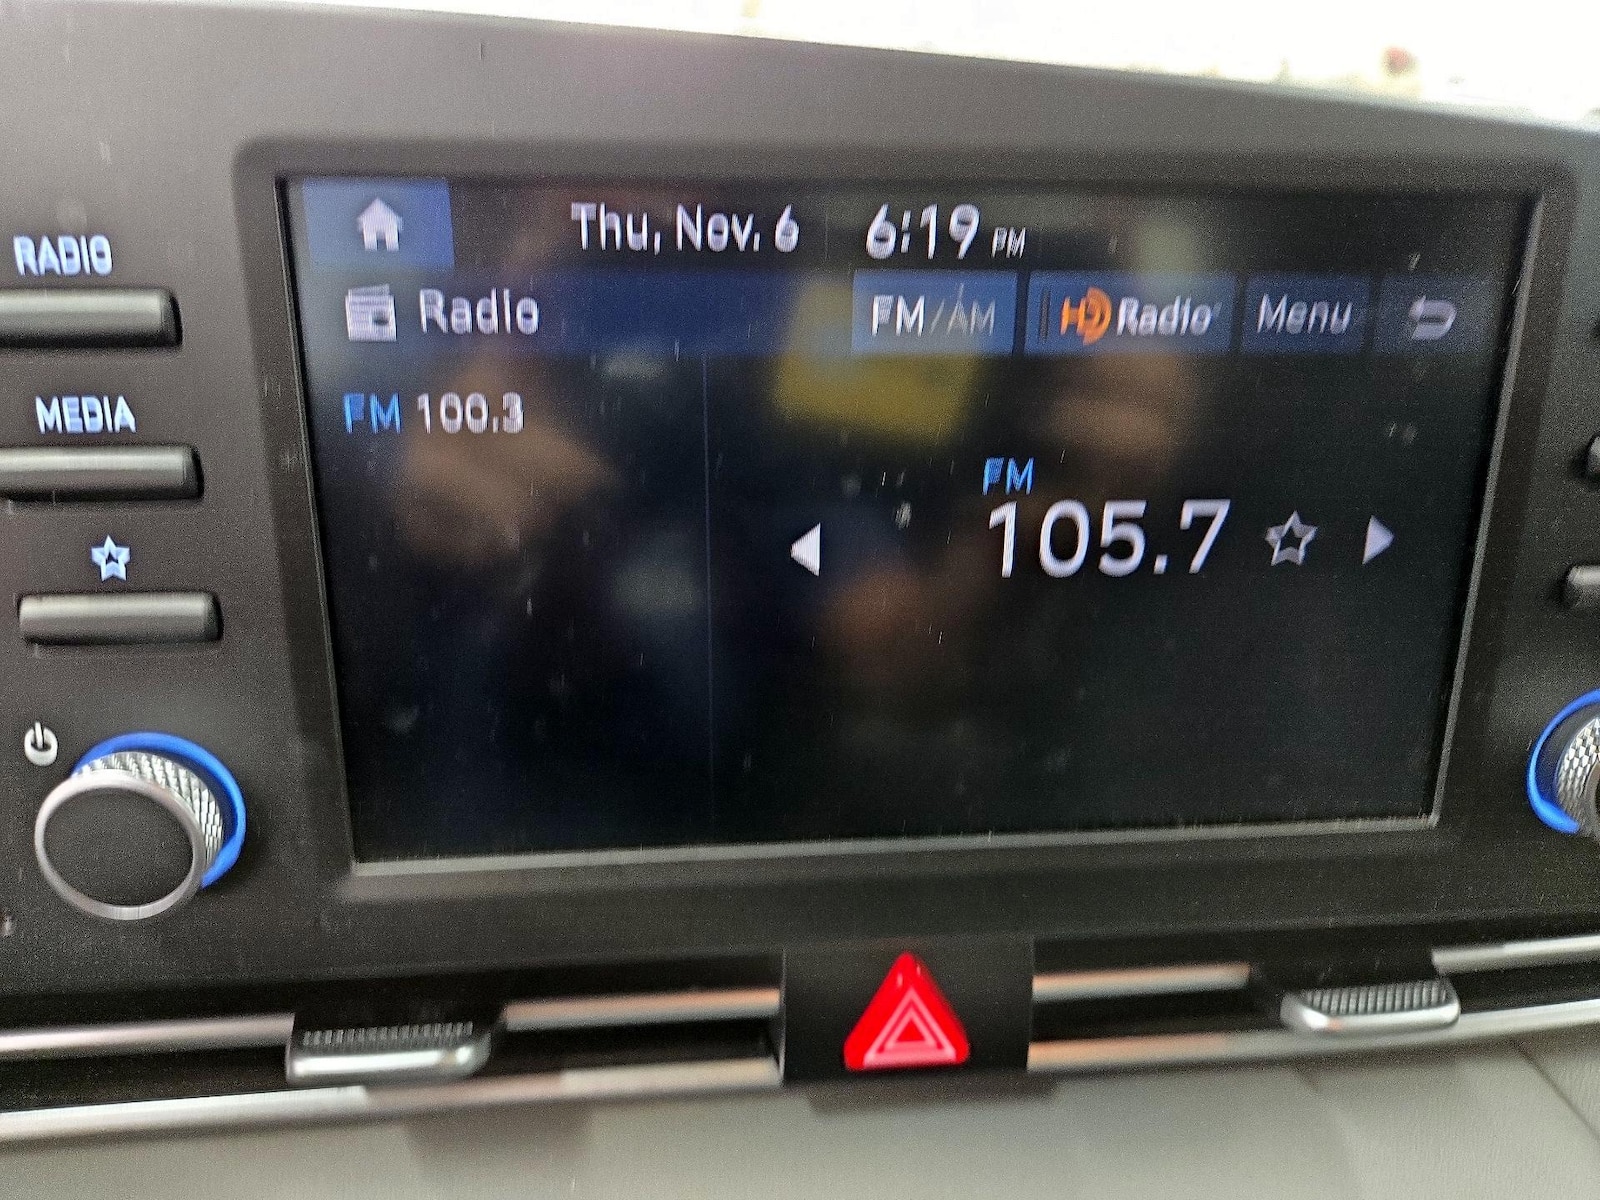 RADIO
MEDIA
Thu, Nov. 6 6:19 PM
Radio FM/AM HD Radio Menu
FM 100.3
FM
105.7